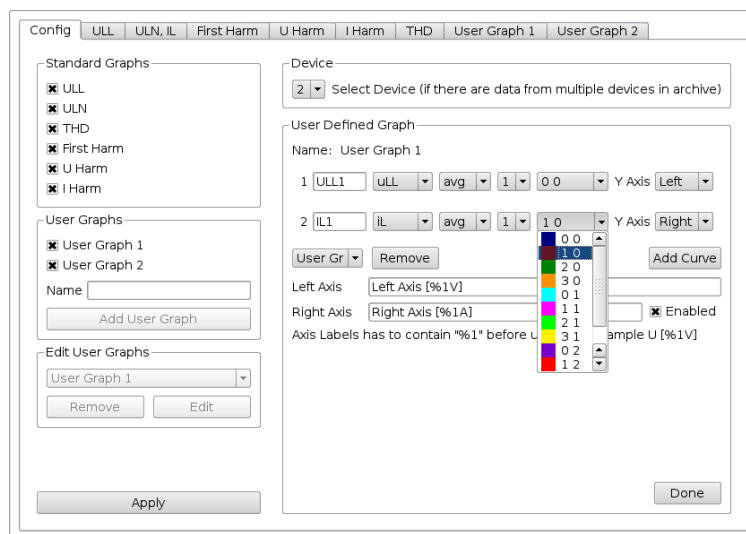 Config ULL ULN, IL First Harm U Harm I Harm THD User Graph 1 User Graph 2
Standard Graphs
ULL
ULN
THD
First Harm
U Harm
I Harm
User Graphs
User Graph 1
User Graph 2
Name
Add User Graph
Edit User Graphs
User Graph 1
Remove Edit
Apply
Device
2 Select Device (if there are data from multiple devices in archive)
User Defined Graph
Name: User Graph 1
1 ULL1 uLL avg 1 0 0 Y Axis Left
2 IL1 iL avg 1 1 0 Y Axis Right
0 0
1 0
2 0
3 0
0 1
1 1
2 1
3 1
0 2
1 2
User Gr Remove Add Curve
Left Axis Left Axis [%1V]
Right Axis Right Axis [%1A] Enabled
Axis Labels has to contain "%1" before U [%1V]
Done